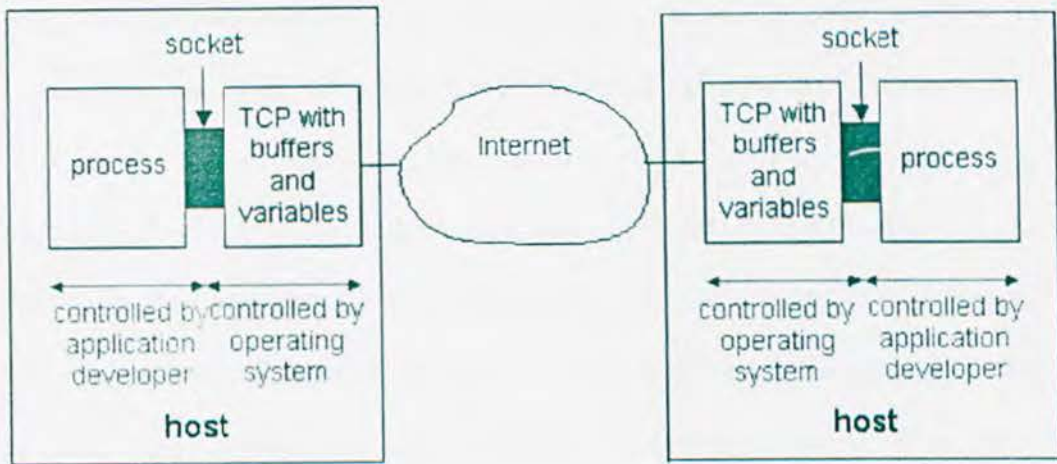 socket
process
TCP with
buffers
and
variables
controlled by
application
developer
controlled by
operating
system
host
Internet
socket
TCP with
buffers
and
variables
process
controlled by
operating
system
controlled by
application
developer
host